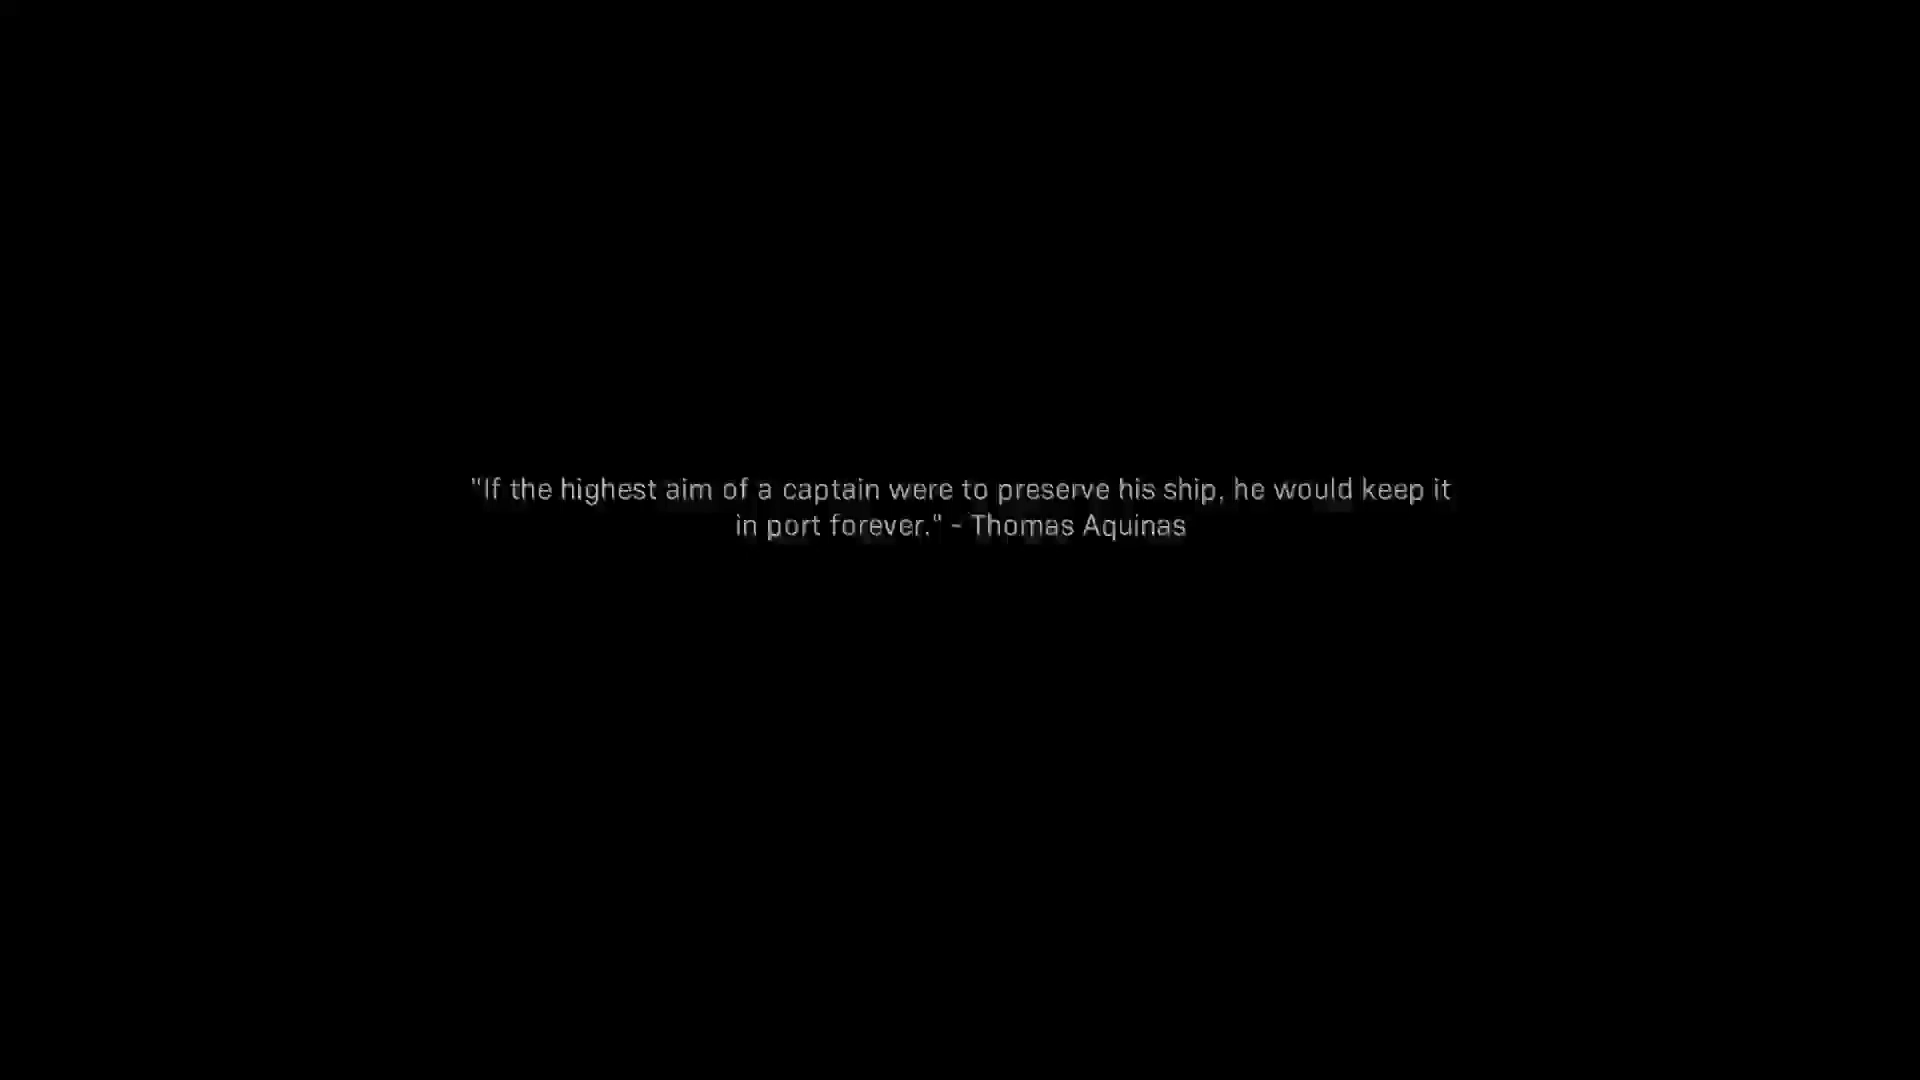 "If the highest aim of a captain were to preserve his ship, he would keep it
in port forever." - Thomas Aquinas